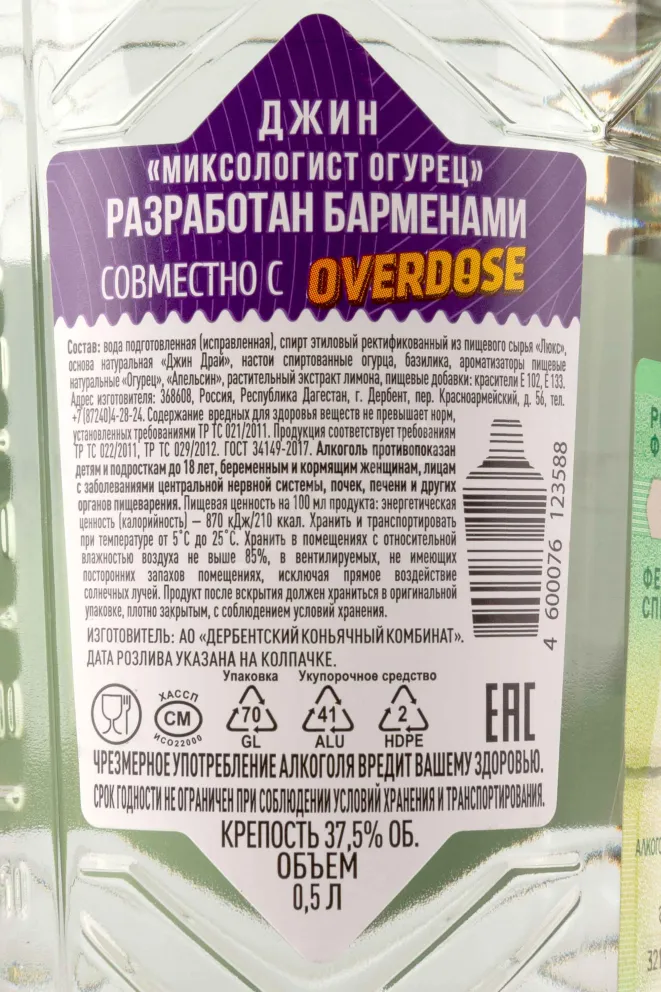 ДЖИН
«МИКСОЛОГИСТ ОГУРЕЦ»
РАЗРАБОТАН БАРМЕНАМИ
СОВМЕСТНО С OVERDOSE
Состав: вода подготовленная (исправленная), спирт этиловый ректификованный из пищевого сырья «Люкс»,
основа натуральная «Джин Драй», настои спиртованные огурца, базилика, ароматизаторы пищевые
натуральные «Огурец», «Апельсин», растительный экстракт лимона, пищевые добавки: красители Е 102, Е 133.
Адрес изготовителя: 368608, Россия, Республика Дагестан, г. Дербент, пер. Красноармейский, д. 56, тел.
+7(87240)4-28-24. Содержание вредных для здоровья веществ не превышает норм,
установленных требованиями ТР ТС 021/2011. Продукция соответствует требованиям
ТР ТС 022/2011, ТР ТС 029/2012. ГОСТ 34149-2017. Алкоголь противопоказан
детям и подросткам до 18 лет, беременным и кормящим женщинам, лицам
с заболеваниями центральной нервной системы, почек, печени и других
органов пищеварения. Пищевая ценность на 100 мл продукта: энергетическая
ценность (калорийность) – 870 кДж/210 ккал. Хранить и транспортировать
при температуре от 5˚С до 25˚С. Хранить в помещениях с относительной
влажностью воздуха не выше 85%, в вентилируемых, не имеющих
посторонних запахов помещениях, исключая прямое воздействие
солнечных лучей. Продукт после вскрытия должен храниться в оригинальной
упаковке, плотно закрытым, с соблюдением условий хранения.
4 600076 123588
ИЗГОТОВИТЕЛЬ: АО «ДЕРБЕНТСКИЙ КОНЬЯЧНЫЙ КОМБИНАТ».
ДАТА РОЗЛИВА УКАЗАНА НА КОЛПАЧКЕ.
Упаковка Укупорочное средство
ХАССП
СМ
ИСО22000
70
GL
41
ALU
2
HDPE
ЕАС
ЧРЕЗМЕРНОЕ УПОТРЕБЛЕНИЕ АЛКОГОЛЯ ВРЕДИТ ВАШЕМУ ЗДОРОВЬЮ.
СРОК ГОДНОСТИ НЕ ОГРАНИЧЕН ПРИ СОБЛЮДЕНИИ УСЛОВИЙ ХРАНЕНИЯ И ТРАНСПОРТИРОВАНИЯ.
КРЕПОСТЬ 37,5% ОБ.
ОБЪЕМ
0,5 Л